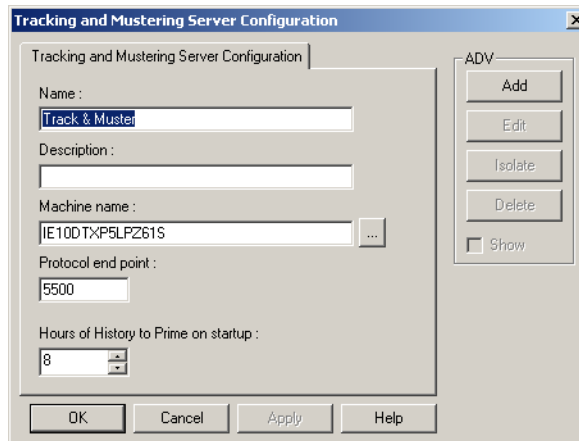 Tracking and Mustering Server Configuration
Tracking and Mustering Server Configuration
Name :
Track & Muster
Description :
Machine name :
IE10DTXP5LPZ61S
...
Protocol end point :
5500
Hours of History to Prime on startup :
8
OK
Cancel
Apply
Help
ADV
Add
Edit
Isolate
Delete
Show